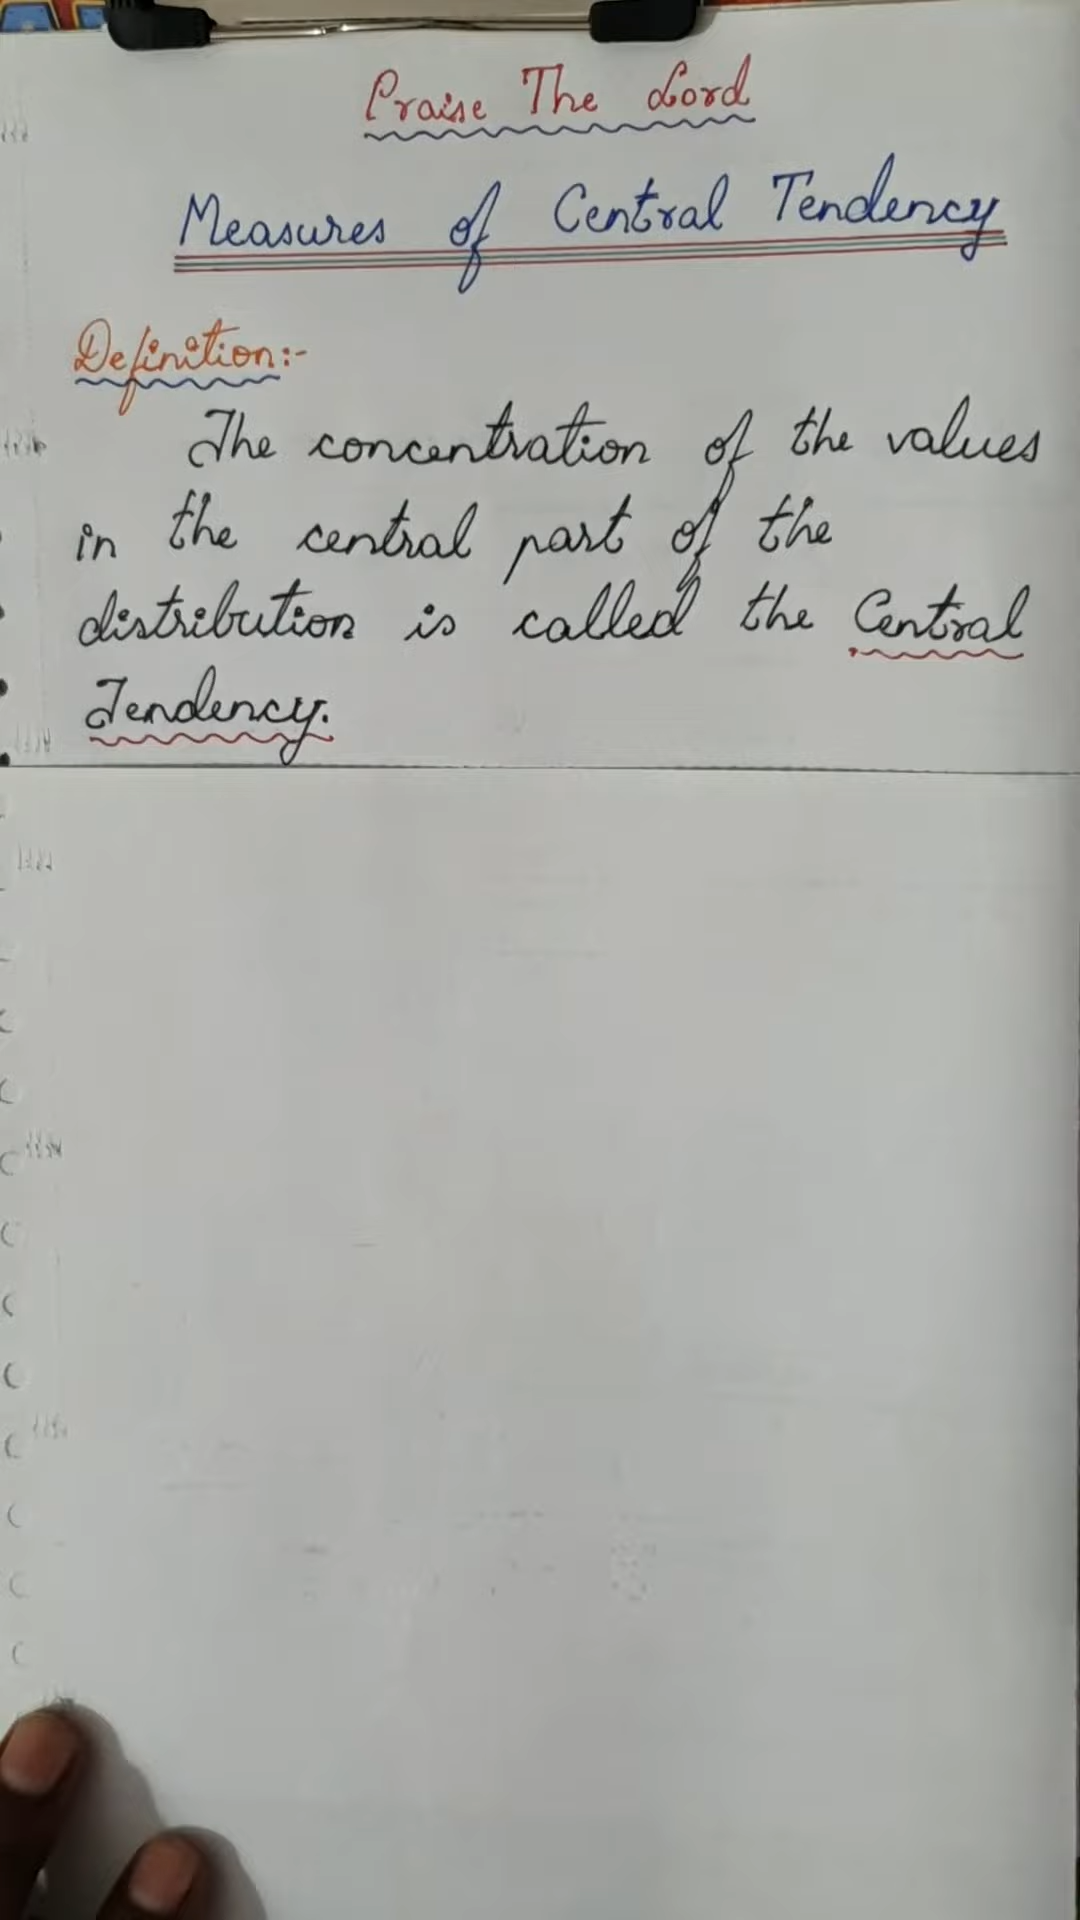 Praise The Lord
Measures of Central Tendency
Definition:-
The concentration of the values
in the central part of the
distribution is called the Central
Tendency.